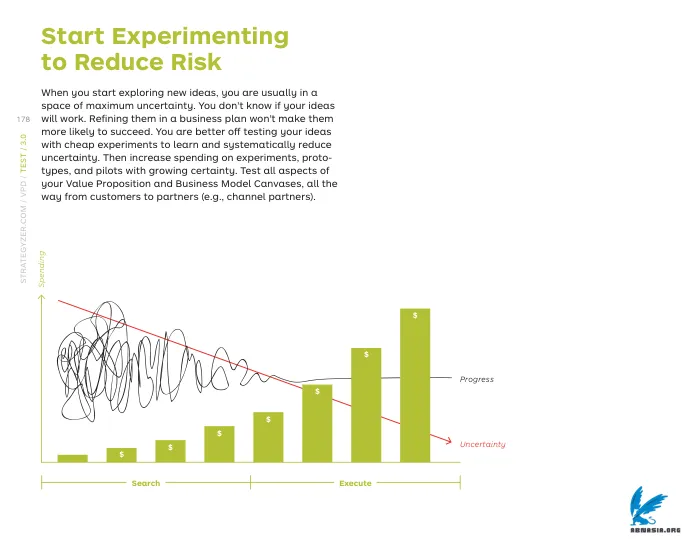 Start Experimenting
to Reduce Risk
When you start exploring new ideas, you are usually in a
space of maximum uncertainty. You don't know if your ideas
will work. Refining them in a business plan won't make them
more likely to succeed. You are better off testing your ideas
with cheap experiments to learn and systematically reduce
uncertainty. Then increase spending on experiments, proto-
types, and pilots with growing certainty. Test all aspects of
your Value Proposition and Business Model Canvases, all the
way from customers to partners (e.g., channel partners).
178
STRATEGYZER.COM / VPD / TEST / 3.0
Spending
$
$
$
$
$
$
$
Progress
Uncertainty
Search
Execute
ABNASIA.ORG